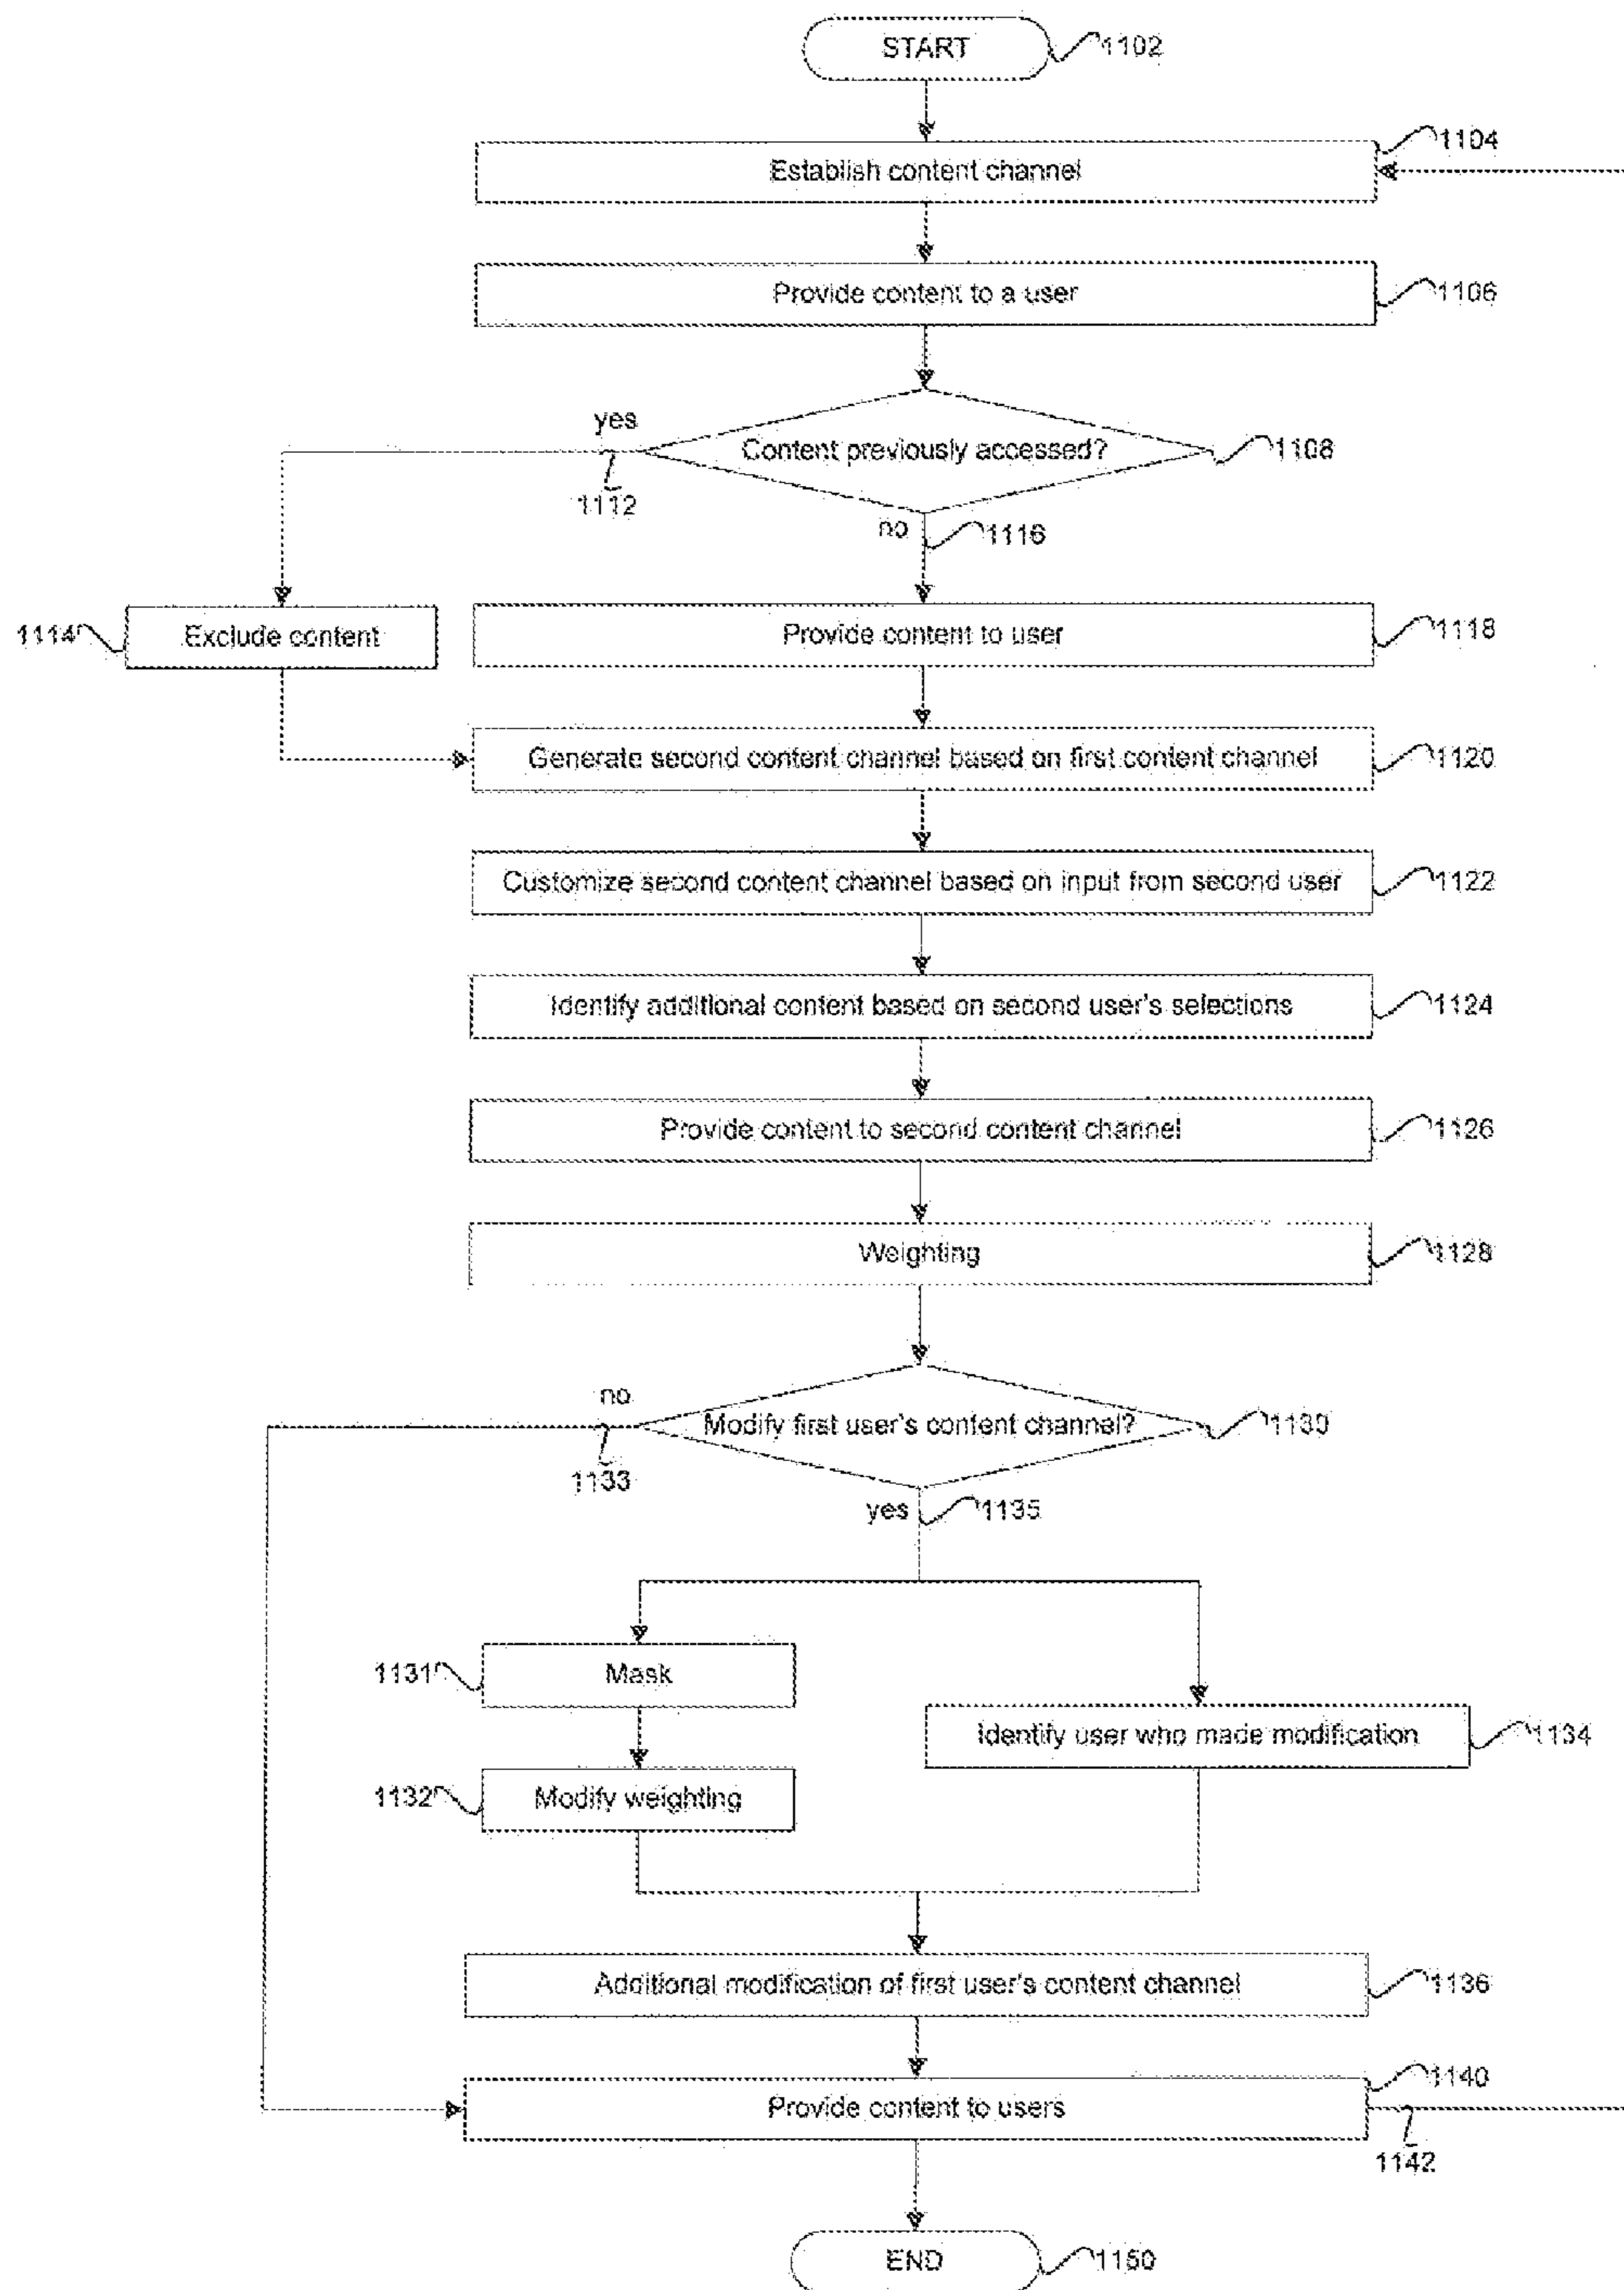 START
1102
1104
Establish content channel
Provide content to a user
1106
yes
Content previously accessed?
1108
1112
no
1116
1114
Exclude content
Provide content to user
1118
Generate second content channel based on first content channel
1120
Customize second content channel based on input from second user
1122
Identify additional content based on second user's selections
1124
Provide content to second content channel
1126
Weighting
1128
no
Modify first user's content channel?
1130
1133
yes
1135
1131
Mask
Identify user who made modification
1134
1132
Modify weighting
Additional modification of first user's content channel
1136
1140
Provide content to users
1142
END
1150